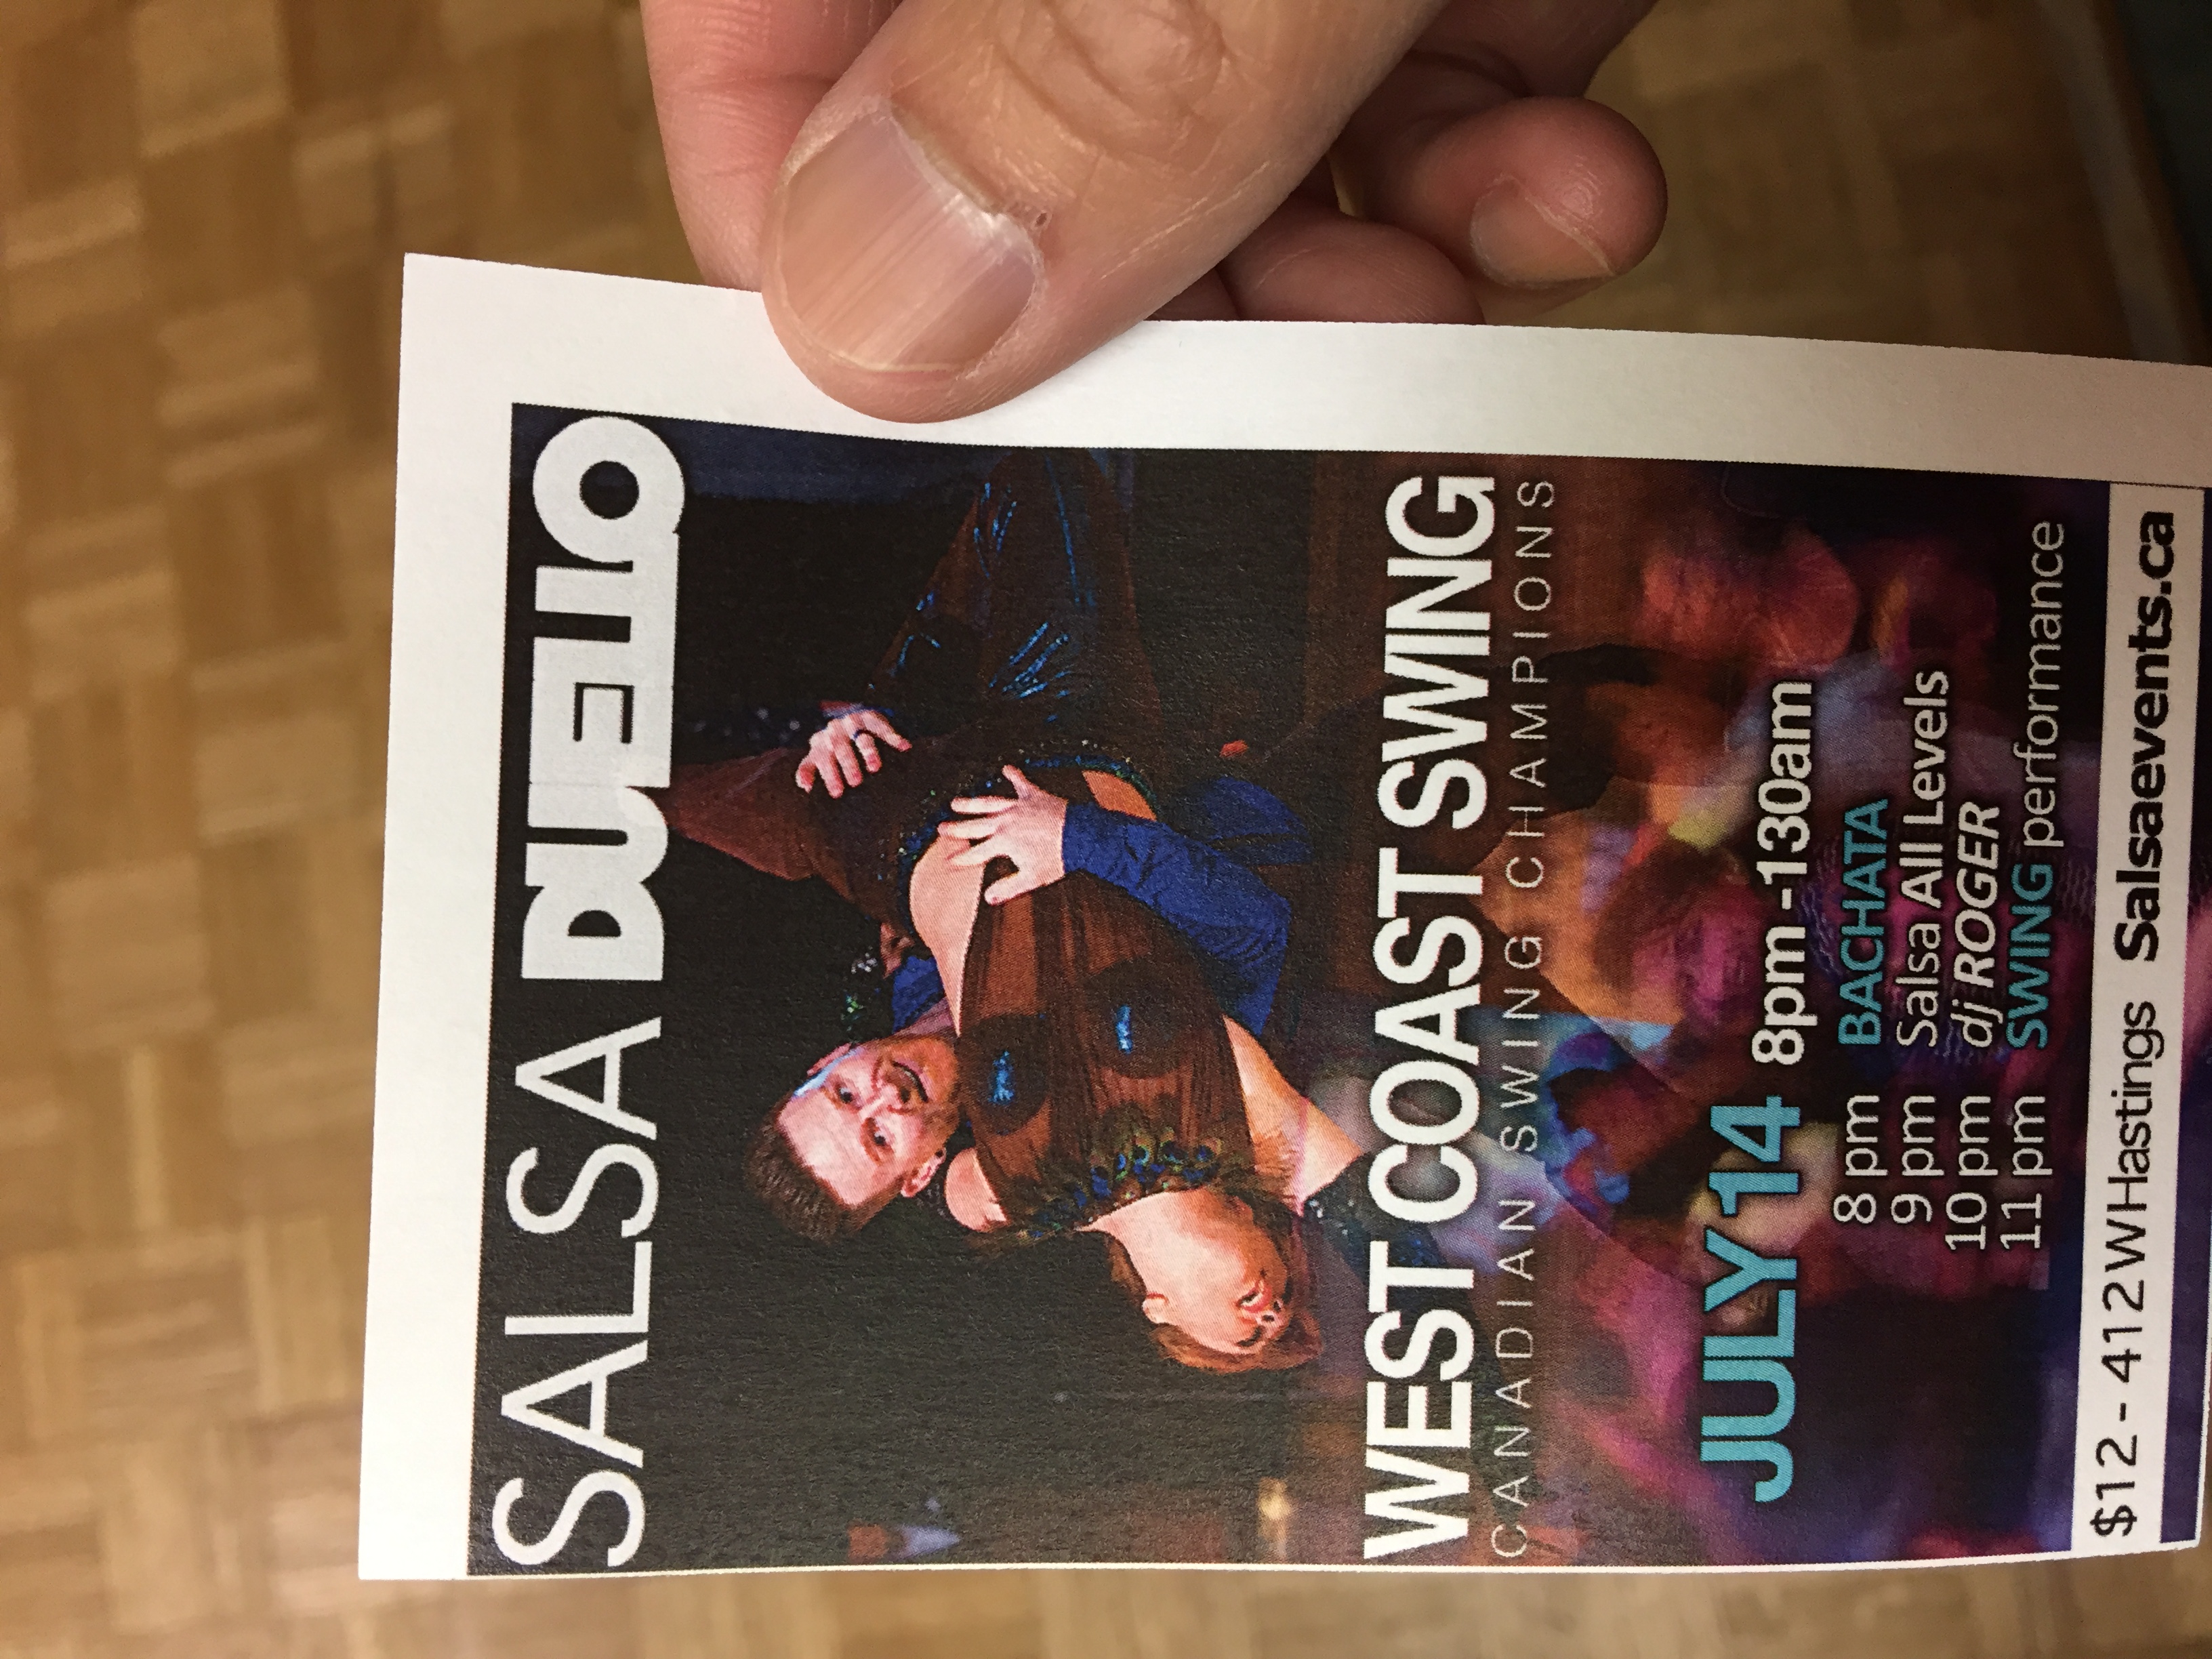 SALSA DUELLO
WEST COAST SWING
CANADIAN SWING CHAMPIONS
JULY 14 8pm -130am
8 pm BACHATA
9 pm Salsa All Levels
10 pm dj ROGER
11 pm SWING performance
$12 - 412 W Hastings Salsaevents.ca